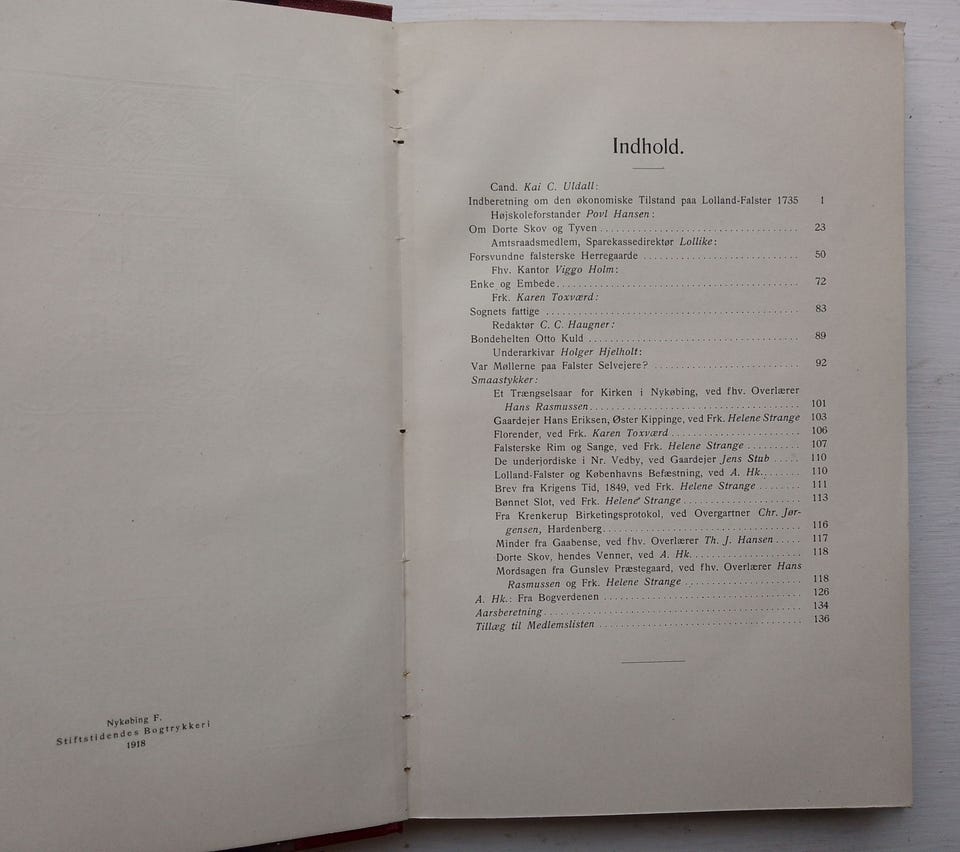 Nykøbing F.
Stiftstidendes Bogtrykkeri
1918
Indhold.
Cand. Kai C. Uldall:
Indberetning om den økonomiske Tilstand paa Lolland-Falster 1735 1
Højskoleforstander Povl Hansen:
Om Dorte Skov og Tyven 23
Amtsraadsmedlem, Sparekassedirektør Lollike:
Forsvundne falsterske Herregaarde 50
Fhv. Kantor Viggo Holm:
Enke og Embede 72
Frk. Karen Toxværd:
Sognets fattige 83
Redaktør C. C. Haugner:
Bondehelten Otto Kuld 89
Underarkivar Holger Hjelholt:
Var Møllerne paa Falster Selvejere? 92
Smaastykker:
Et Trængselsaar for Kirken i Nykøbing, ved fhv. Overlærer
Hans Rasmussen 101
Gaardejer Hans Eriksen, Øster Kippinge, ved Frk. Helene Strange 103
Florender, ved Frk. Karen Toxværd 106
Falsterske Rim og Sange, ved Frk. Helene Strange 107
De underjordiske i Nr. Vedby, ved Gaardejer Jens Stub 110
Lolland-Falster og Københavns Befæstning, ved A. Hk. 110
Brev fra Krigens Tid, 1849, ved Frk. Helene Strange 111
Bønnet Slot, ved Frk. Helene Strange 113
Fra Krenkerup Birketingsprotokol, ved Overgartner Chr. Jør-
gensen, Hardenberg 116
Minder fra Gaabense, ved fhv. Overlærer Th. J. Hansen 117
Dorte Skov, hendes Venner, ved A. Hk. 118
Mordsagen fra Gunslev Præstegaard, ved fhv. Overlærer Hans
Rasmussen og Frk. Helene Strange 118
A. Hk.: Fra Bogverdenen 126
Aarsberetning 134
Tillæg til Medlemslisten 136